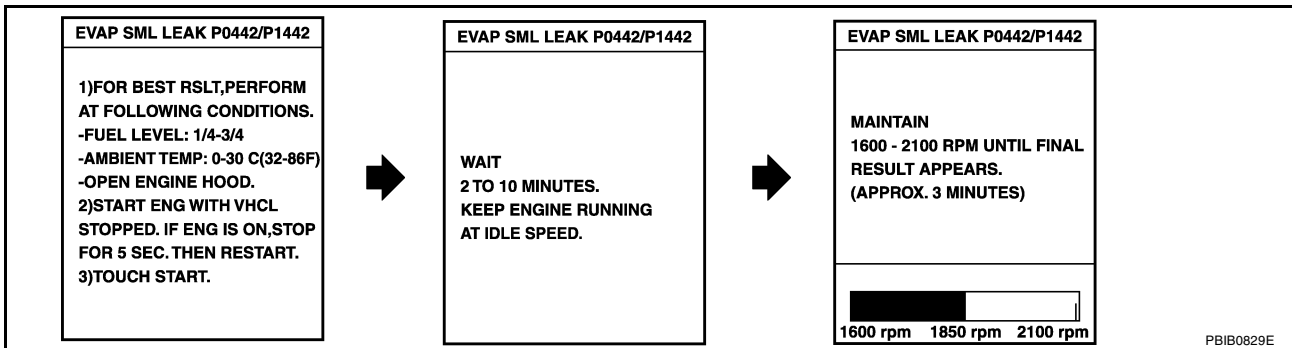 EVAP SML LEAK P0442/P1442
1)FOR BEST RSLT,PERFORM
AT FOLLOWING CONDITIONS.
-FUEL LEVEL: 1/4-3/4
-AMBIENT TEMP: 0-30 C(32-86F)
-OPEN ENGINE HOOD.
2)START ENG WITH VHCL
STOPPED. IF ENG IS ON,STOP
FOR 5 SEC. THEN RESTART.
3)TOUCH START.
EVAP SML LEAK P0442/P1442
WAIT
2 TO 10 MINUTES.
KEEP ENGINE RUNNING
AT IDLE SPEED.
EVAP SML LEAK P0442/P1442
MAINTAIN
1600 - 2100 RPM UNTIL FINAL
RESULT APPEARS.
(APPROX. 3 MINUTES)
1600 rpm 1850 rpm 2100 rpm
PBIB0829E